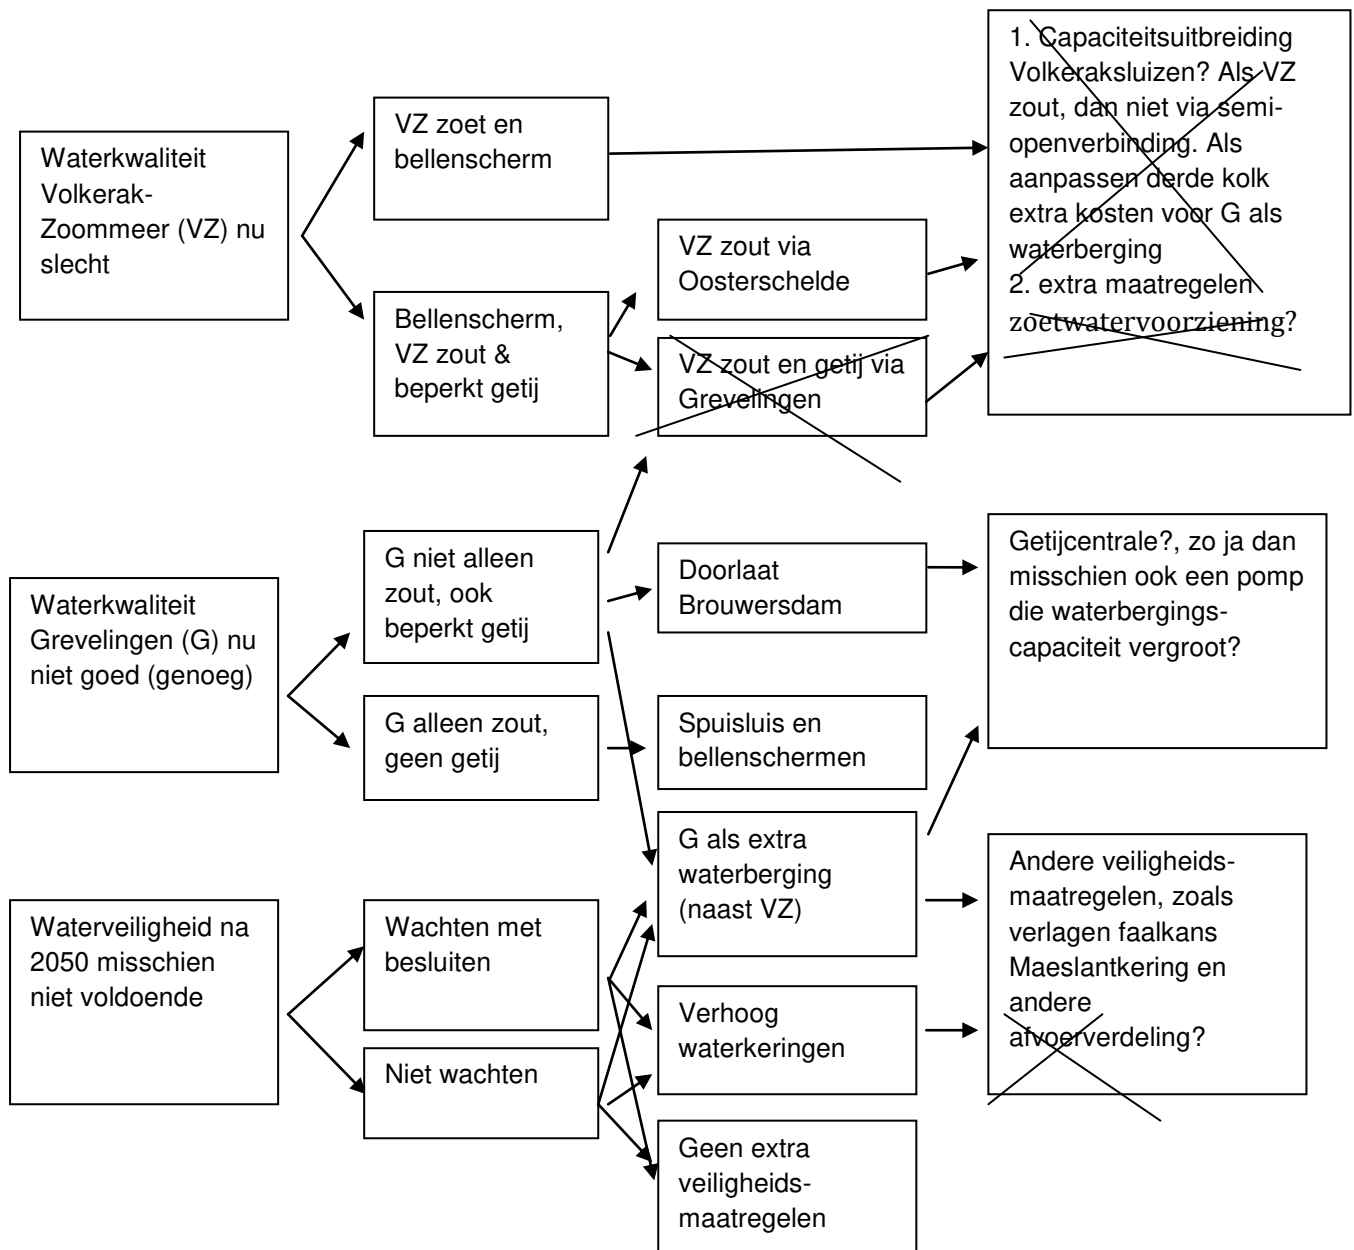 Waterkwaliteit
Volkerak-
Zoommeer (VZ) nu
slecht
VZ zoet en
bellenscherm
Bellenscherm,
VZ zout &
beperkt getij
VZ zout via
Oosterschelde
VZ zout en getij via
Grevelingen
1. Capaciteitsuitbreiding
Volkeraksluizen? Als VZ
zout, dan niet via semi-
openverbinding. Als
aanpassen derde kolk
extra kosten voor G als
waterberging
2. extra maatregelen
zoetwatervoorziening?
Waterkwaliteit
Grevelingen (G) nu
niet goed (genoeg)
G niet alleen
zout, ook
beperkt getij
G alleen zout,
geen getij
Doorlaat
Brouwersdam
Spuisluis en
bellenschermen
Getijcentrale?, zo ja dan
misschien ook een pomp
die waterbergings-
capaciteit vergroot?
Waterveiligheid na
2050 misschien
niet voldoende
Wachten met
besluiten
Niet wachten
G als extra
waterberging
(naast VZ)
Verhoog
waterkeringen
Geen extra
veiligheids-
maatregelen
Andere veiligheids-
maatregelen, zoals
verlagen faalkans
Maeslantkering en
andere
afvoerverdeling?